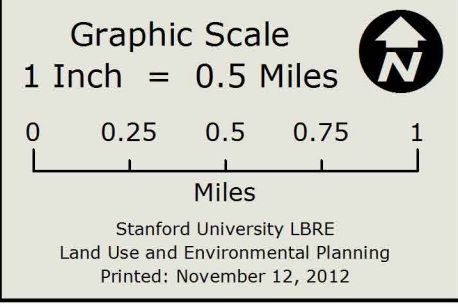 Graphic Scale
1 Inch = 0.5 Miles
N
0 0.25 0.5 0.75 1
Miles
Stanford University LBRE
Land Use and Environmental Planning
Printed: November 12, 2012